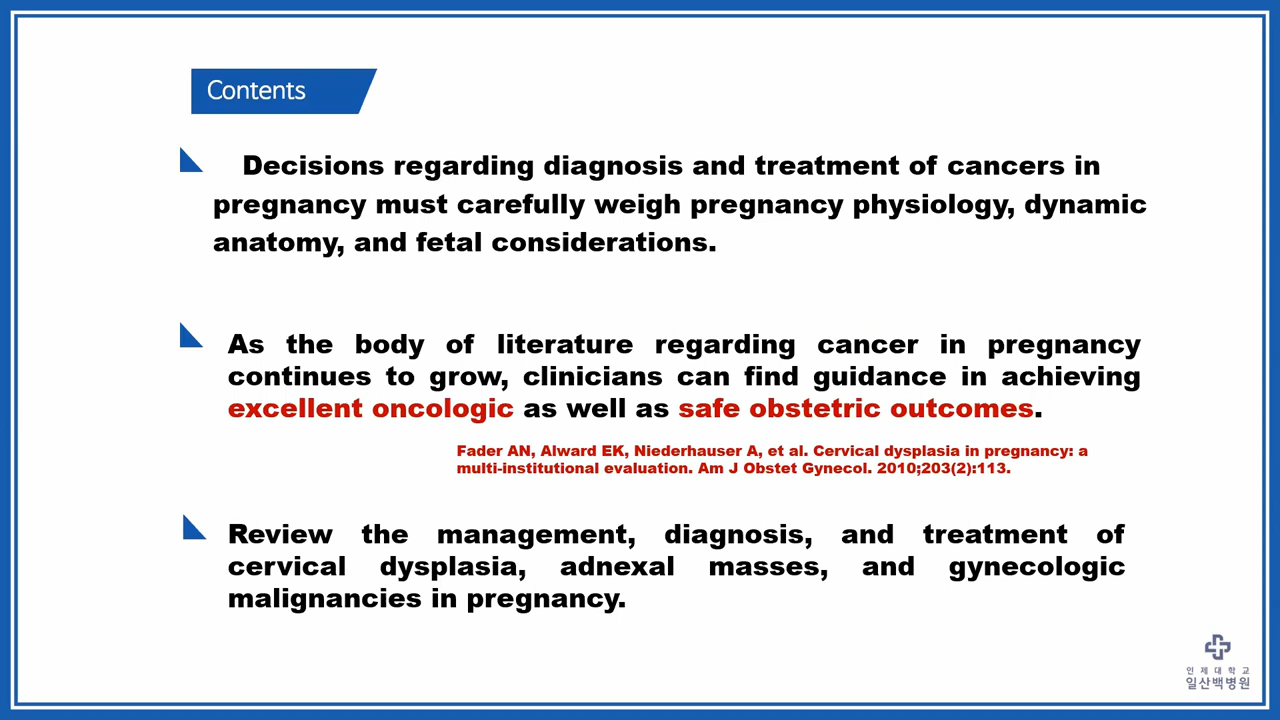 Contents
Decisions regarding diagnosis and treatment of cancers in
pregnancy must carefully weigh pregnancy physiology, dynamic
anatomy, and fetal considerations.
As the body of literature regarding cancer in pregnancy
continues to grow, clinicians can find guidance in achieving
excellent oncologic as well as safe obstetric outcomes.
Fader AN, Alward EK, Niederhauser A, et al. Cervical dysplasia in pregnancy: a
multi-institutional evaluation. Am J Obstet Gynecol. 2010;203(2):113.
Review the management, diagnosis, and treatment of
cervical dysplasia, adnexal masses, and gynecologic
malignancies in pregnancy.
인제대학교
일산백병원